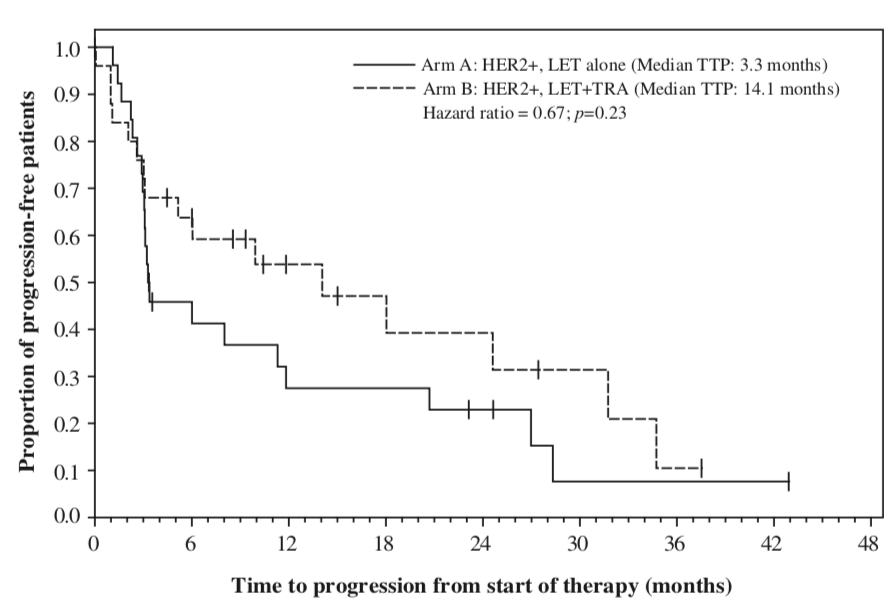 Arm A: HER2+, LET alone (Median TTP: 3.3 months)
Arm B: HER2+, LET+TRA (Median TTP: 14.1 months)
Hazard ratio = 0.67; p=0.23
Proportion of progression-free patients
1.0
0.9
0.8
0.7
0.6
0.5
0.4
0.3
0.2
0.1
0.0
0 6 12 18 24 30 36 42 48
Time to progression from start of therapy (months)